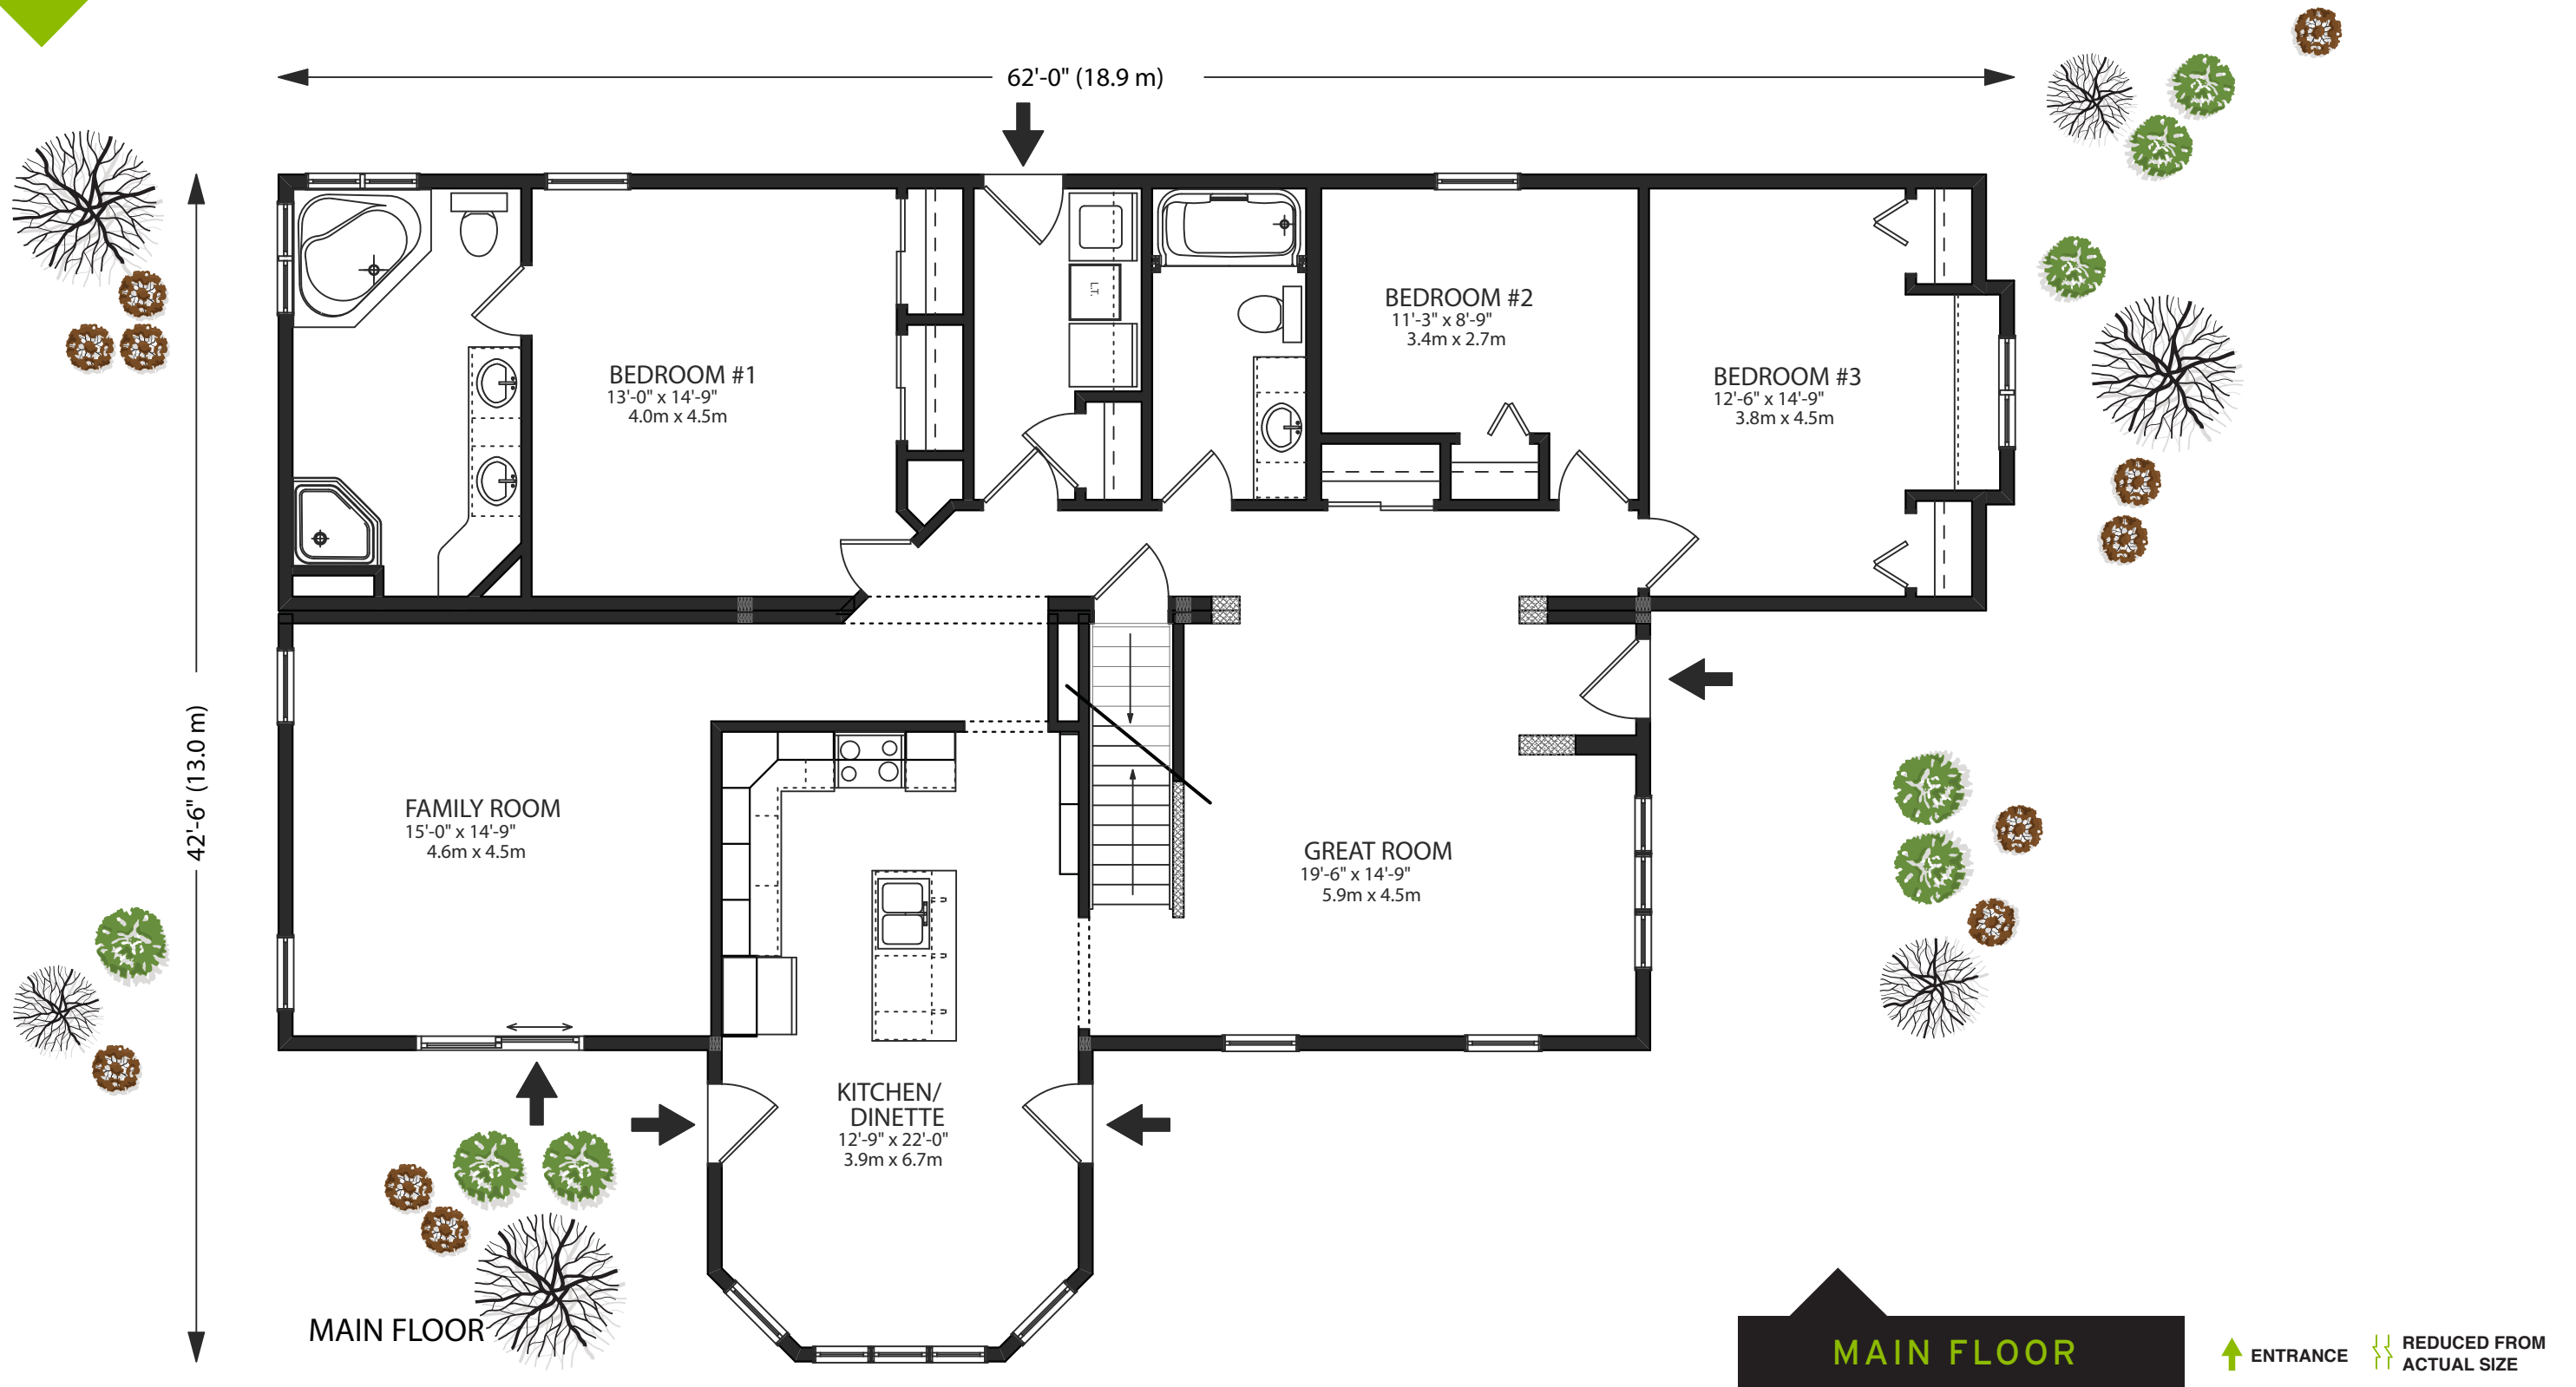 62'-0" (18.9 m)
42'-6" (13.0 m)
L.T.
BEDROOM #1
13'-0" x 14'-9"
4.0m x 4.5m
BEDROOM #2
11'-3" x 8'-9"
3.4m x 2.7m
BEDROOM #3
12'-6" x 14'-9"
3.8m x 4.5m
FAMILY ROOM
15'-0" x 14'-9"
4.6m x 4.5m
GREAT ROOM
19'-6" x 14'-9"
5.9m x 4.5m
KITCHEN/
DINETTE
12'-9" x 22'-0"
3.9m x 6.7m
MAIN FLOOR
MAIN FLOOR
ENTRANCE
REDUCED FROM
ACTUAL SIZE